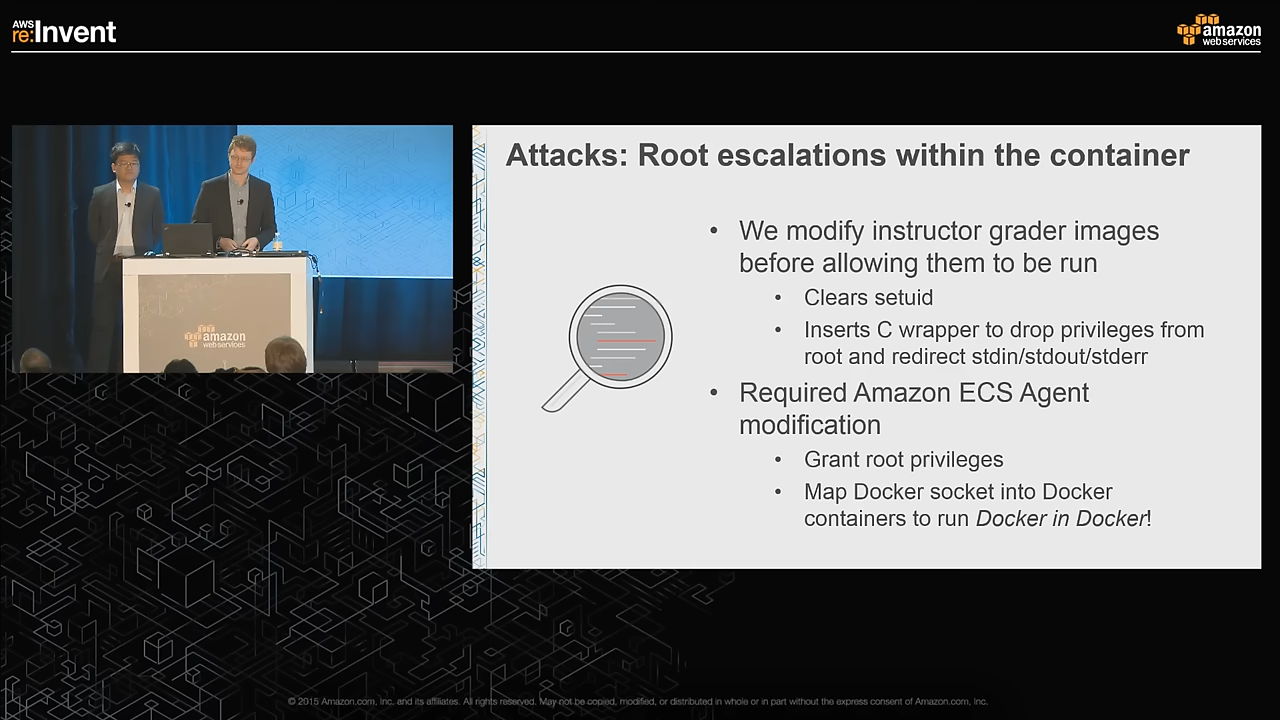 AWS
re:Invent
amazon
webservices
amazon
webservices
Attacks: Root escalations within the container
• We modify instructor grader images
before allowing them to be run
• Clears setuid
• Inserts C wrapper to drop privileges from
root and redirect stdin/stdout/stderr
• Required Amazon ECS Agent
modification
• Grant root privileges
• Map Docker socket into Docker
containers to run Docker in Docker!
© 2015 Amazon.com, Inc. and its affiliates. All rights reserved. May not be copied, modified, or distributed in whole or in part without the express consent of Amazon.com, Inc.